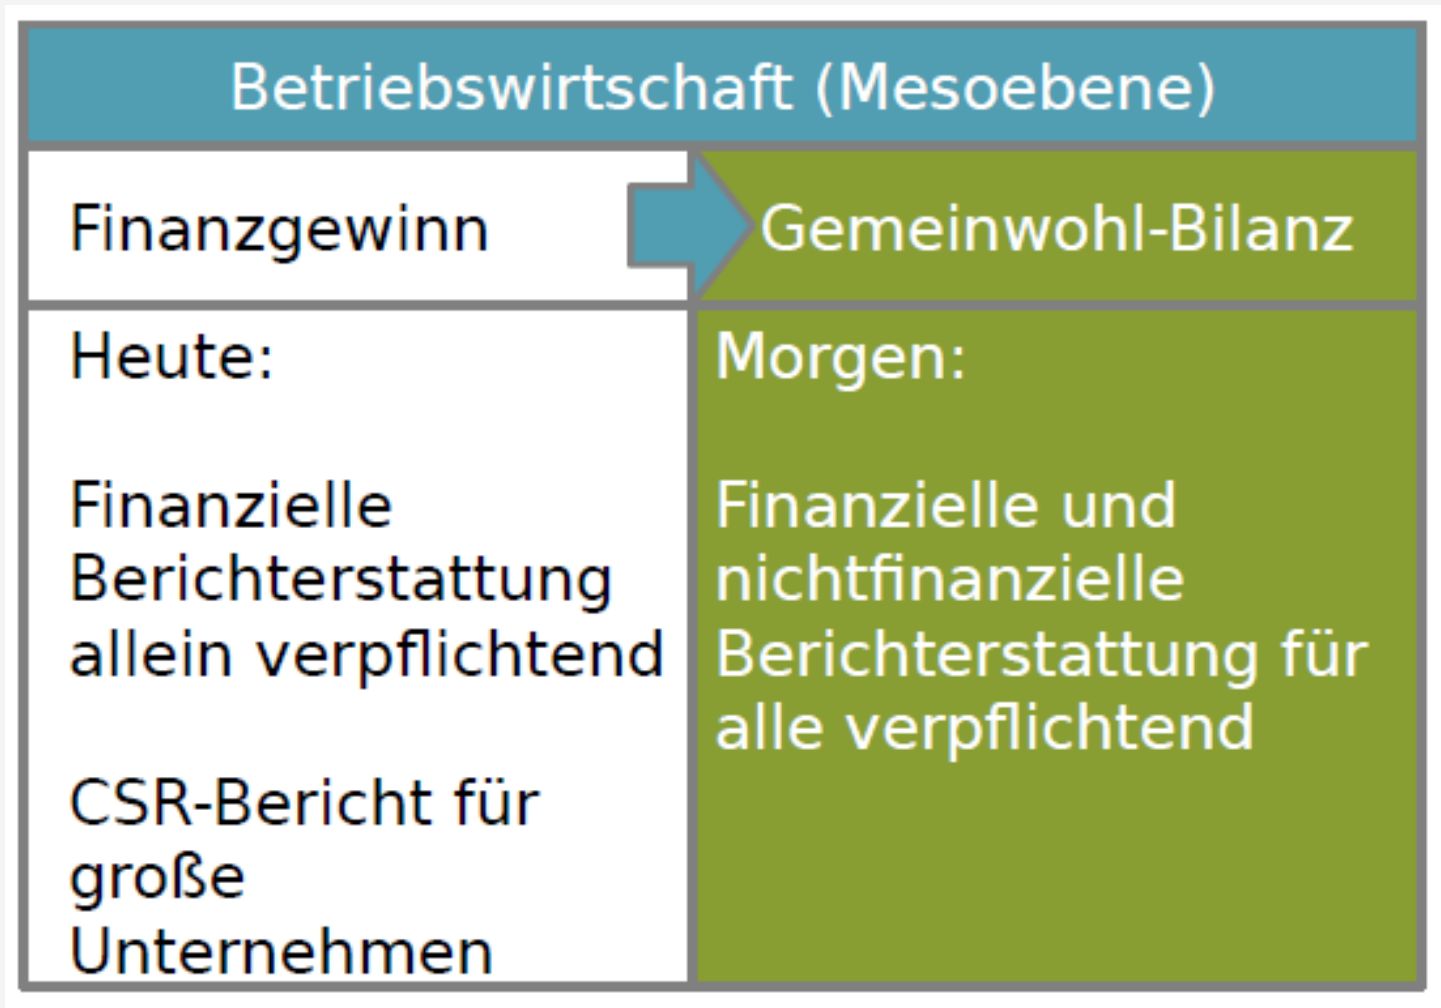 Betriebswirtschaft (Mesoebene)
Finanzgewinn
Gemeinwohl-Bilanz
Heute:
Finanzielle
Berichterstattung
allein verpflichtend
CSR-Bericht für
große
Unternehmen
Morgen:
Finanzielle und
nichtfinanzielle
Berichterstattung für
alle verpflichtend